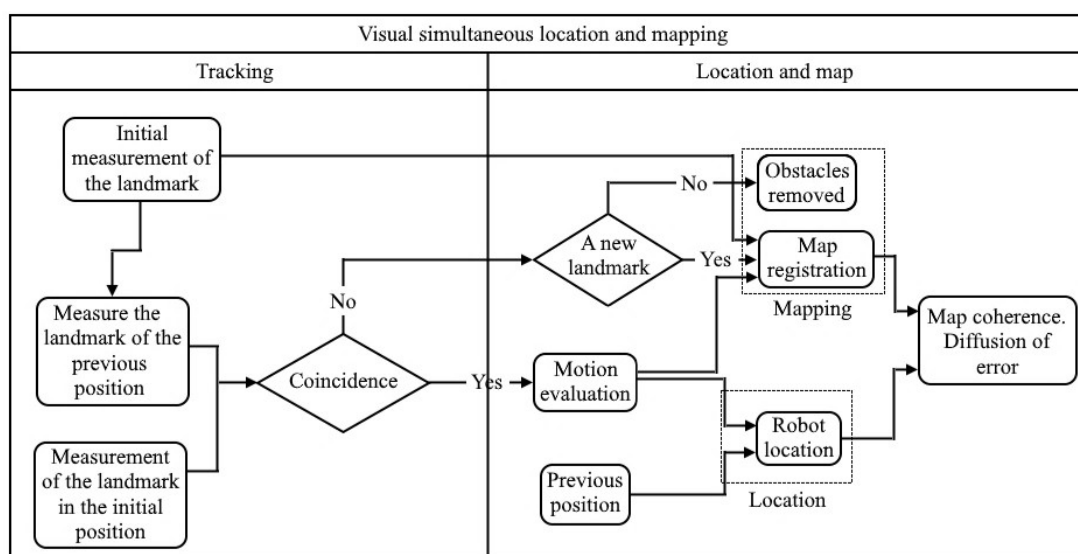 Visual simultaneous location and mapping
Tracking
Location and map
Initial
measurement of
the landmark
Measure the
landmark of the
previous
position
Measurement
of the landmark
in the initial
position
Coincidence
No
Yes
A new
landmark
No
Yes
Obstacles
removed
Map
registration
Mapping
Motion
evaluation
Previous
position
Robot
location
Location
Map coherence.
Diffusion of
error